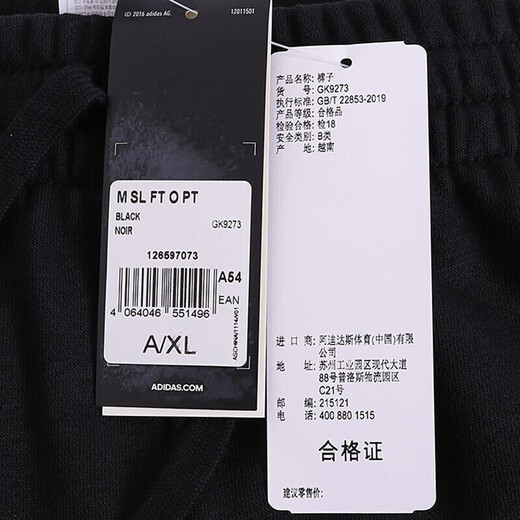 © 2016 adidas AG.
12011501
M SL FT O PT
BLACK
NOIR
GK9273
126597073
A54
EAN
4 064046 551496
A/XL
ADIDAS.COM
产品名称: 裤子
货 号: GK9273
执行标准: GB/T 22853-2019
产品等级: 合格品
检验合格: 检18
安全类别: B类
产 地: 越南
进 口 商: 阿迪达斯体育(中国)有限
公司
地 址: 苏州工业园区现代大道
88号普洛斯物流园区
C21号
邮 编: 215121
电 话: 400 880 1515
合格证
建议零售价: